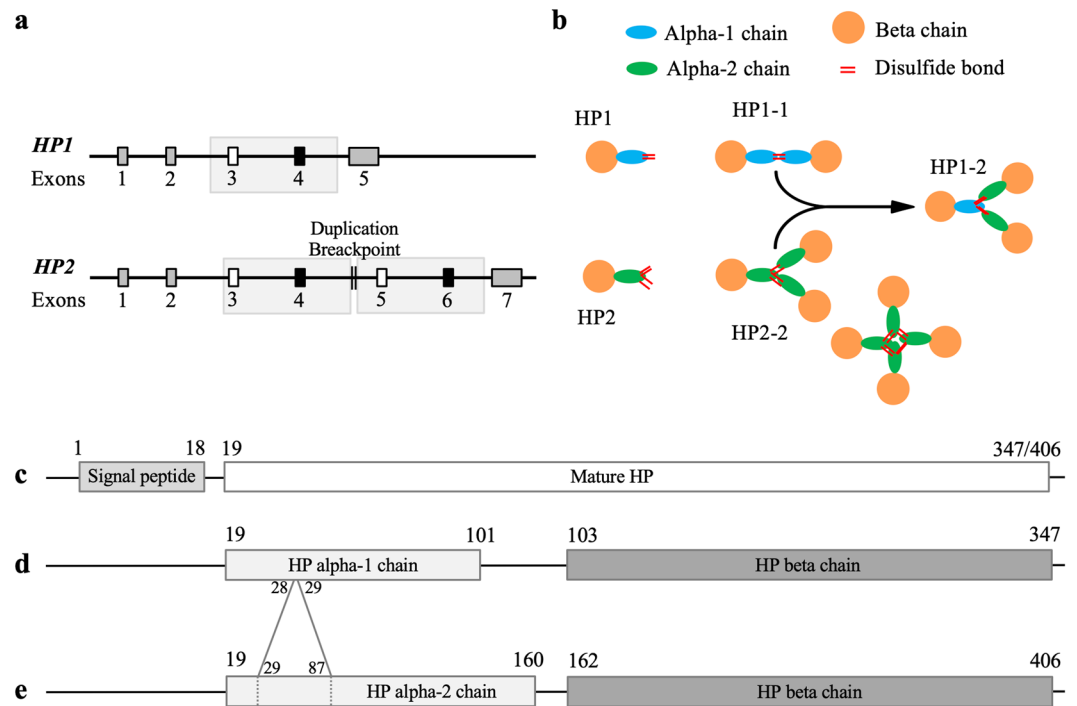 a
HP1
Exons
1 2 3 4 5
Duplication
Breackpoint
HP2
Exons
1 2 3 4 5 6 7
b
Alpha-1 chain
Beta chain
Alpha-2 chain
Disulfide bond
HP1
HP1-1
HP1-2
HP2
HP2-2
c
1 18 19 347/406
Signal peptide
Mature HP
d
19 101 103 347
HP alpha-1 chain
HP beta chain
28 29
e
19 160 162 406
29 87
HP alpha-2 chain
HP beta chain